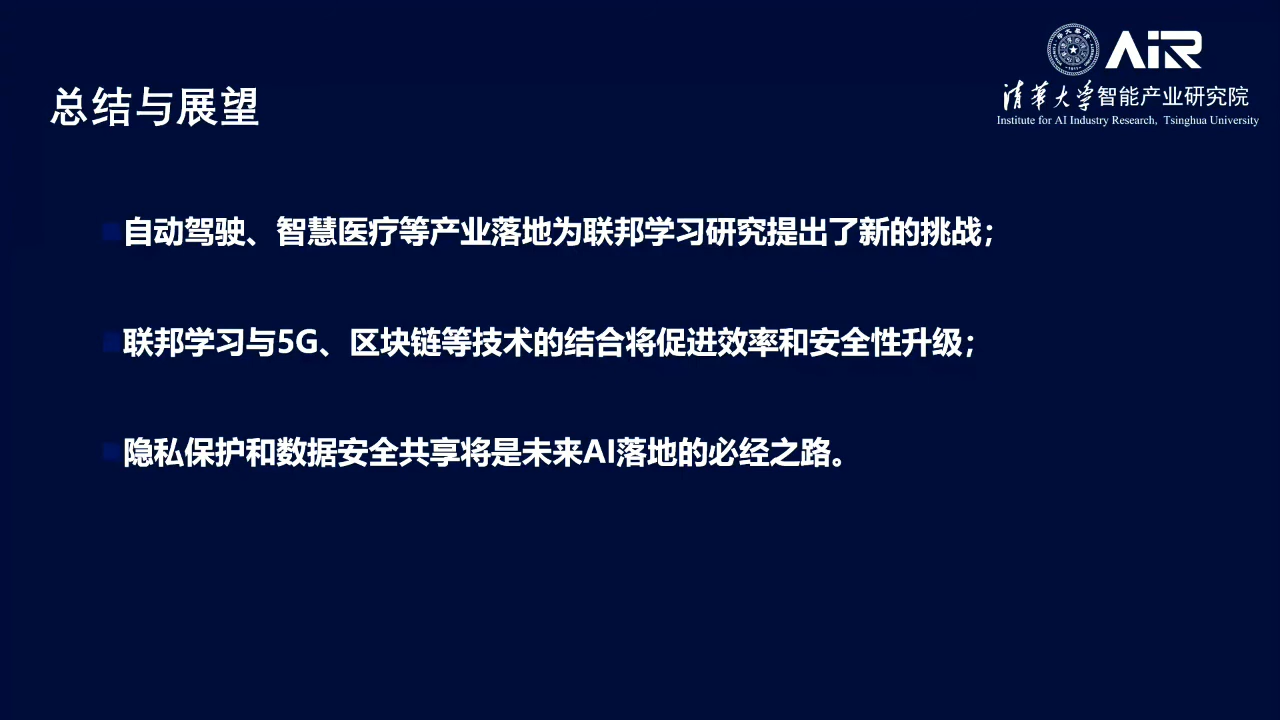 AIR
清华大学智能产业研究院
Institute for AI Industry Research, Tsinghua University
总结与展望
自动驾驶、智慧医疗等产业落地为联邦学习研究提出了新的挑战；
联邦学习与5G、区块链等技术的结合将促进效率和安全性升级；
隐私保护和数据安全共享将是未来AI落地的必经之路。